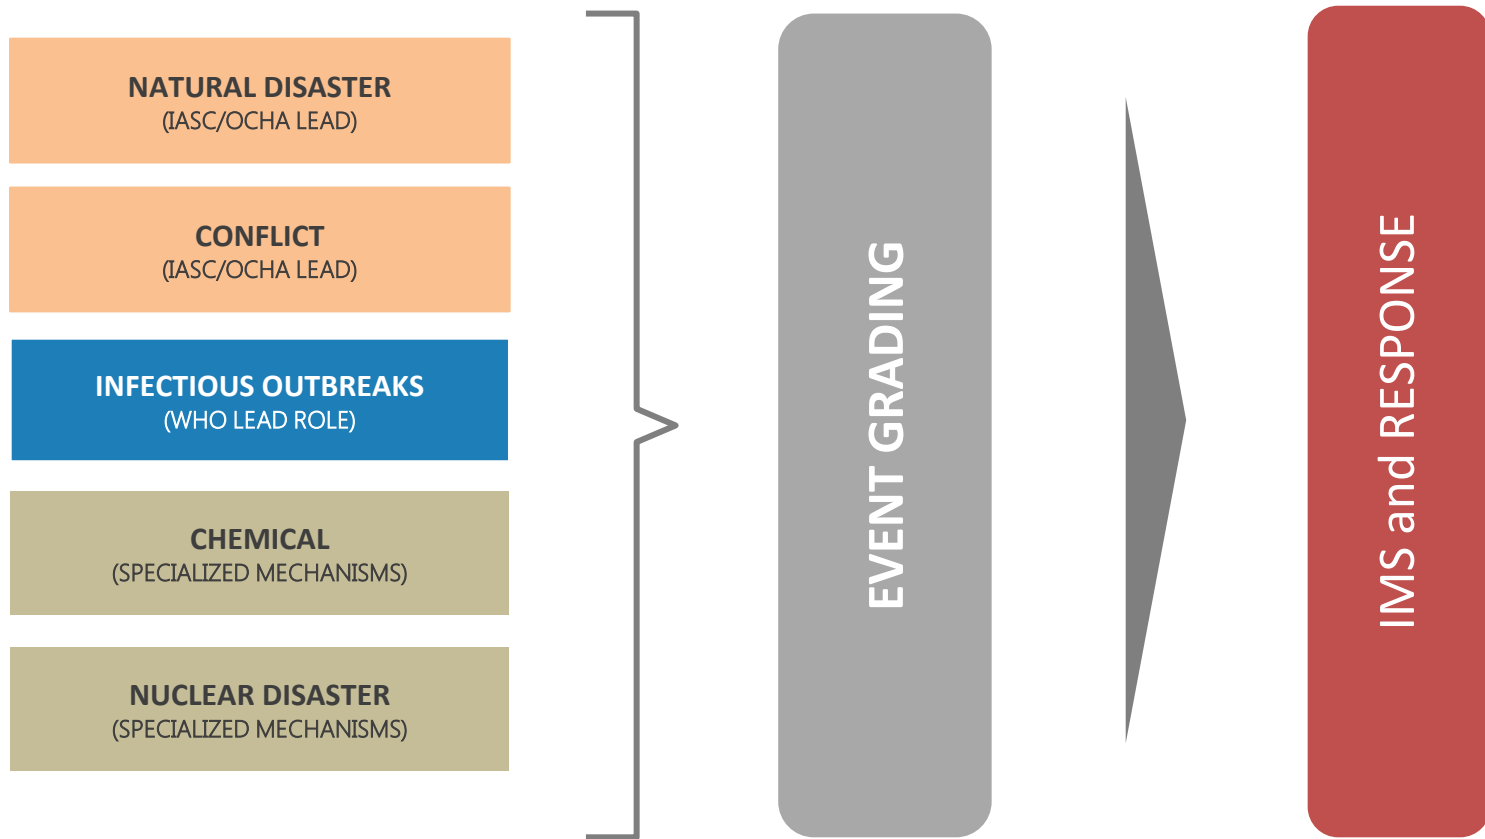 NATURAL DISASTER
(IASC/OCHA LEAD)
CONFLICT
(IASC/OCHA LEAD)
INFECTIOUS OUTBREAKS
(WHO LEAD ROLE)
CHEMICAL
(SPECIALIZED MECHANISMS)
NUCLEAR DISASTER
(SPECIALIZED MECHANISMS)
EVENT GRADING
IMS and RESPONSE